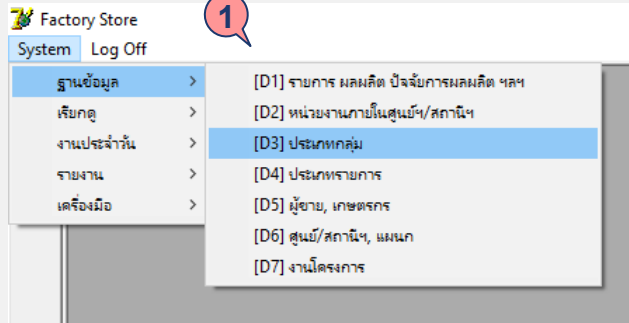 Factory Store
1
System Log Off
ฐานข้อมูล
เรียกดู
งานประจำวัน
รายงาน
เครื่องมือ
[D1] รายการ ผลผลิต ปัจจัยการผลผลิต ฯลฯ
[D2] หน่วยงานภายในศูนย์ฯ/สถานีฯ
[D3] ประเภทกลุ่ม
[D4] ประเภทรายการ
[D5] ผู้ขาย, เกษตรกร
[D6] ศูนย์/สถานีฯ, แผนก
[D7] งานโครงการ